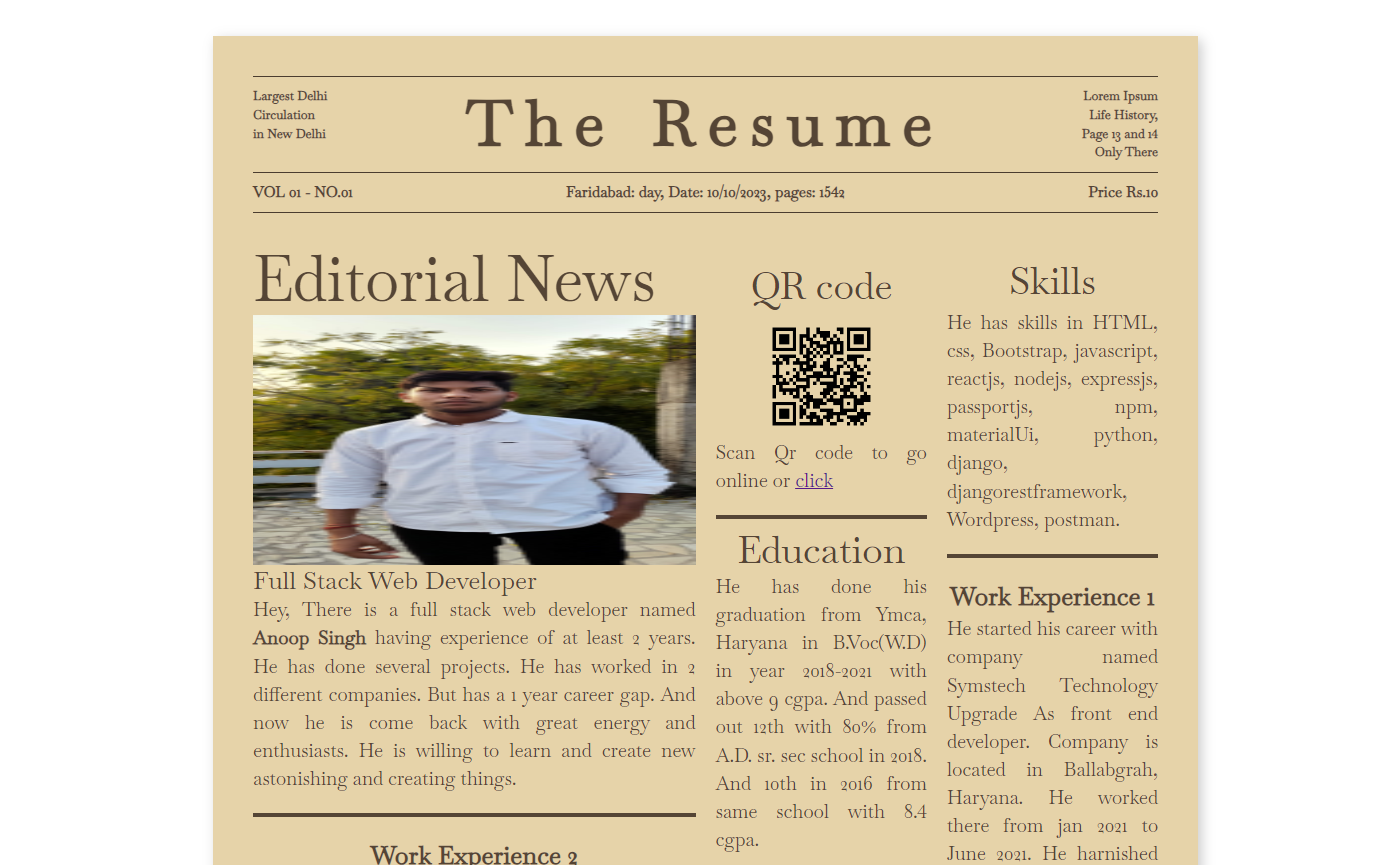 Largest Delhi
Circulation
in New Delhi
The Resume
Lorem Ipsum
Life History,
Page 13 and 14
Only There
VOL 01 - NO.01
Faridabad: day, Date: 10/10/2023, pages: 1542
Price Rs.10
Editorial News
Full Stack Web Developer
Hey, There is a full stack web developer named
Anoop Singh having experience of at least 2 years.
He has done several projects. He has worked in 2
different companies. But has a 1 year career gap. And
now he is come back with great energy and
enthusiasts. He is willing to learn and create new
astonishing and creating things.
Work Experience 2
QR code
Scan Qr code to go
online or click
Education
He has done his
graduation from Ymca,
Haryana in B.Voc(W.D)
in year 2018-2021 with
above 9 cgpa. And passed
out 12th with 80% from
A.D. sr. sec school in 2018.
And 10th in 2016 from
same school with 8.4
cgpa.
Skills
He has skills in HTML,
css, Bootstrap, javascript,
reactjs, nodejs, expressjs,
passportjs, npm,
materialUi, python,
django,
djangorestframework,
Wordpress, postman.
Work Experience 1
He started his career with
company named
Symstech Technology
Upgrade As front end
developer. Company is
located in Ballabgrah,
Haryana. He worked
there from jan 2021 to
June 2021. He harnished